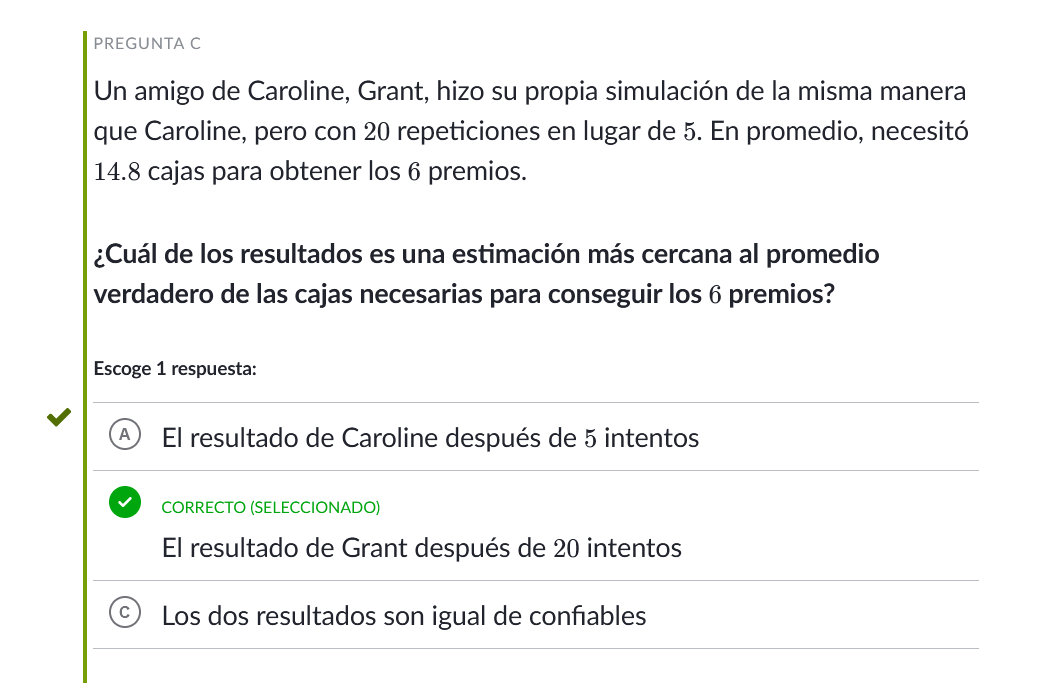 PREGUNTA C
Un amigo de Caroline, Grant, hizo su propia simulación de la misma manera
que Caroline, pero con 20 repeticiones en lugar de 5. En promedio, necesitó
14.8 cajas para obtener los 6 premios.
¿Cuál de los resultados es una estimación más cercana al promedio
verdadero de las cajas necesarias para conseguir los 6 premios?
Escoge 1 respuesta:
A El resultado de Caroline después de 5 intentos
CORRECTO (SELECCIONADO)
El resultado de Grant después de 20 intentos
C Los dos resultados son igual de confiables